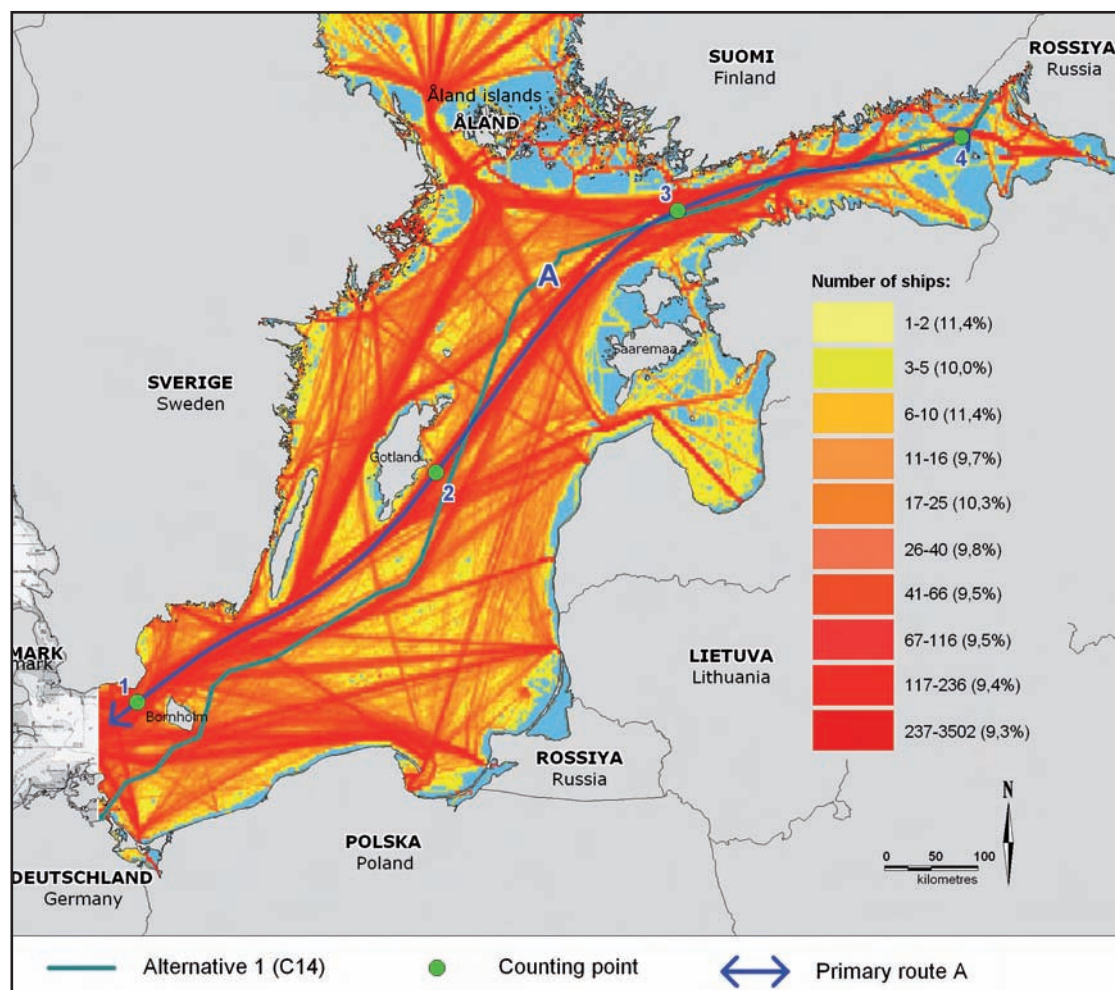 SUOMI
Finland
ROSSIYA
Russia
Åland islands
ÅLAND
4
3
A
Number of ships:
1-2 (11,4%)
3-5 (10,0%)
6-10 (11,4%)
11-16 (9,7%)
17-25 (10,3%)
26-40 (9,8%)
41-66 (9,5%)
67-116 (9,5%)
117-236 (9,4%)
237-3502 (9,3%)
Saaremaa
SVERIGE
Sweden
Gotland
2
MARK
mark
1
Bornholm
LIETUVA
Lithuania
ROSSIYA
Russia
N
POLSKA
Poland
0 50 100
kilometres
DEUTSCHLAND
Germany
Alternative 1 (C14)
Counting point
Primary route A